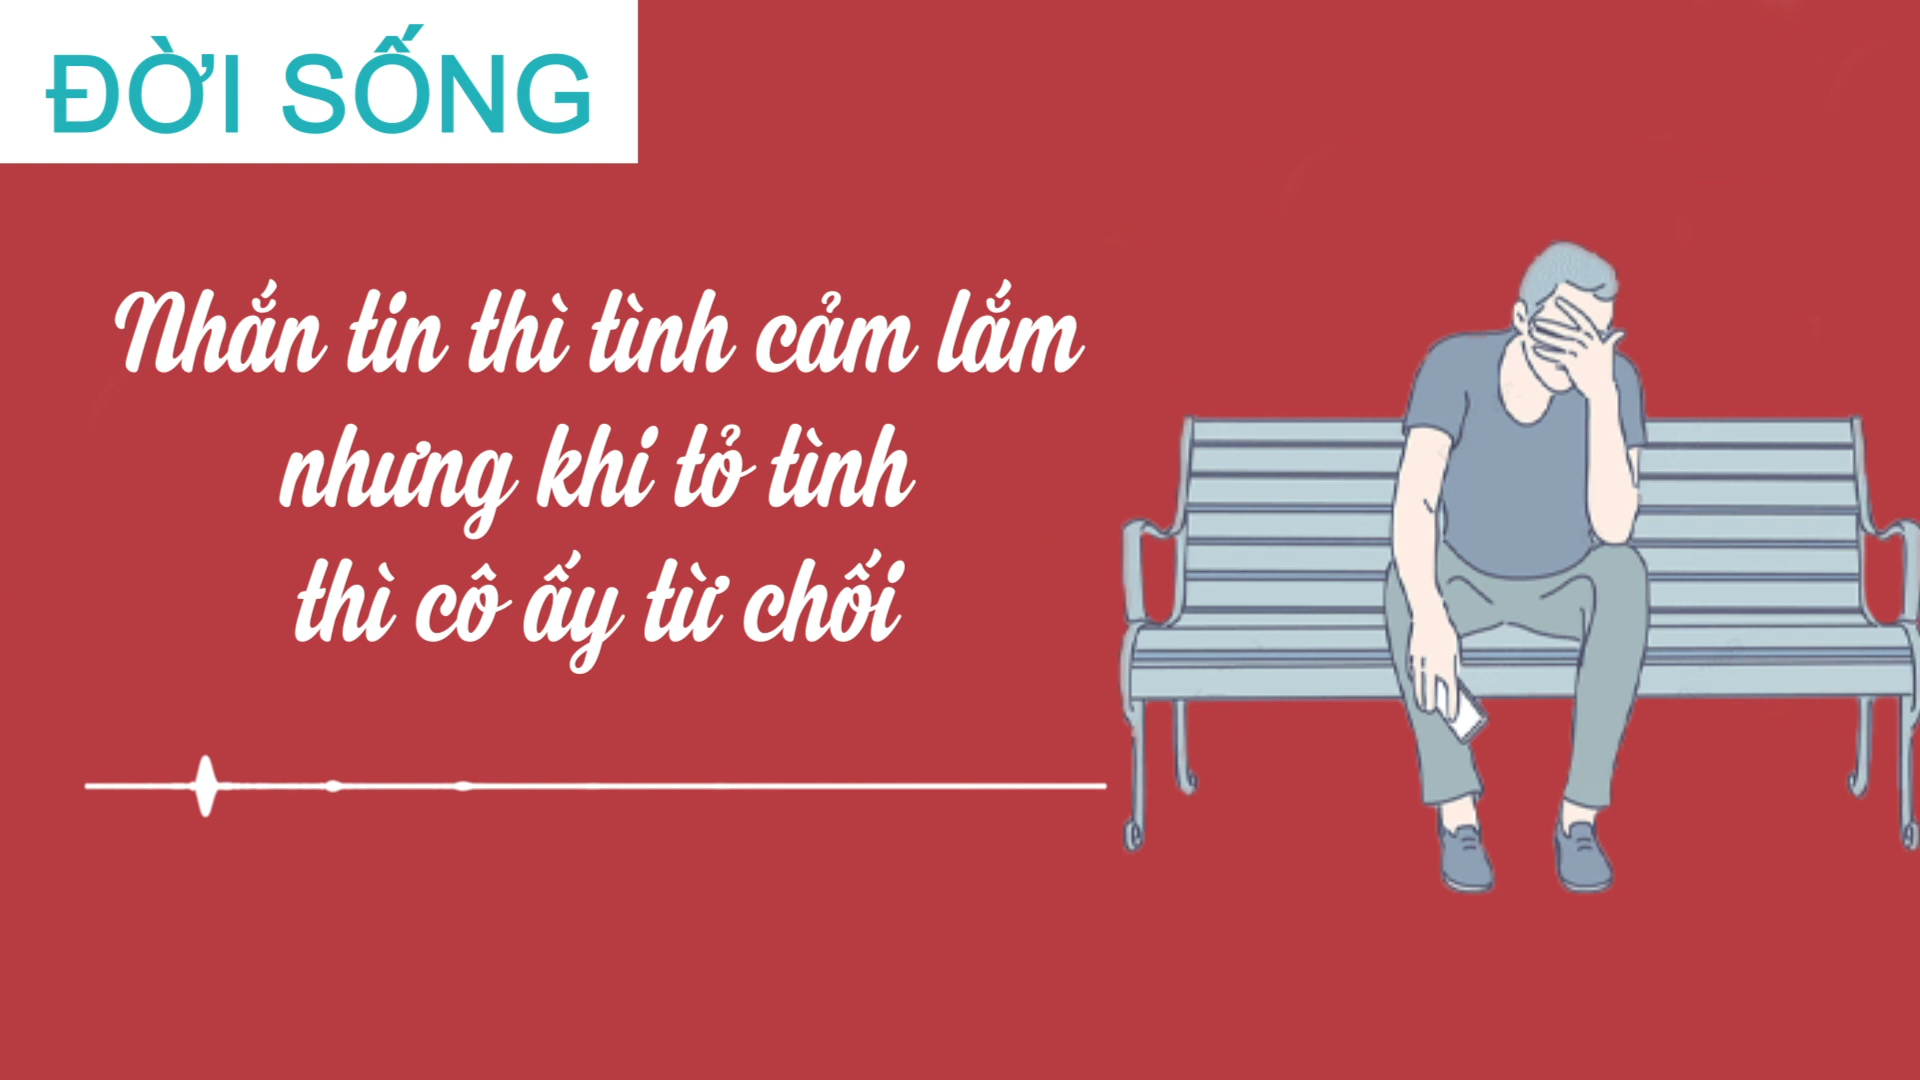 ĐỜI SỐNG
Nhắn tin thì tình cảm lắm
nhưng khi tỏ tình
thì cô ấy từ chối